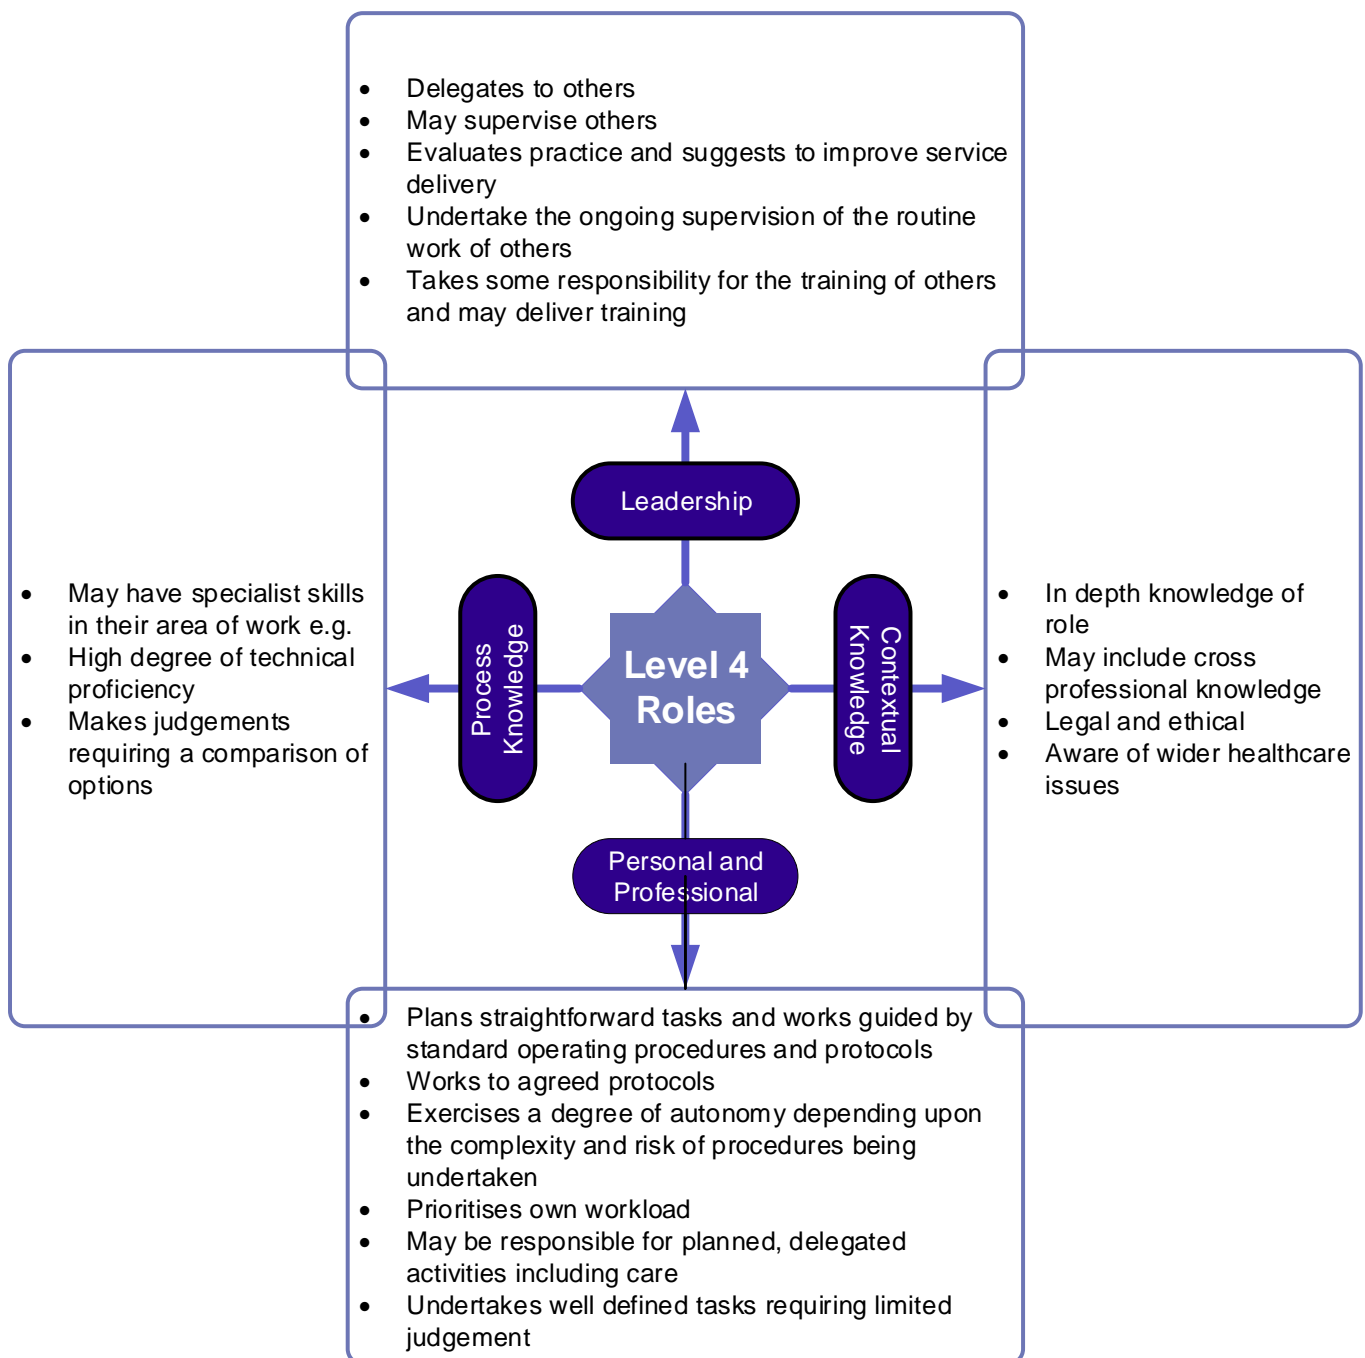 • Delegates to others
• May supervise others
• Evaluates practice and suggests to improve service
delivery
• Undertake the ongoing supervision of the routine
work of others
• Takes some responsibility for the training of others
and may deliver training
Leadership
• May have specialist skills
in their area of work e.g.
• High degree of technical
proficiency
• Makes judgements
requiring a comparison of
options
Process
Knowledge
Level 4
Roles
Contextual
Knowledge
• In depth knowledge of
role
• May include cross
professional knowledge
• Legal and ethical
• Aware of wider healthcare
issues
Personal and
Professional
• Plans straightforward tasks and works guided by
standard operating procedures and protocols
• Works to agreed protocols
• Exercises a degree of autonomy depending upon
the complexity and risk of procedures being
undertaken
• Prioritises own workload
• May be responsible for planned, delegated
activities including care
• Undertakes well defined tasks requiring limited
judgement